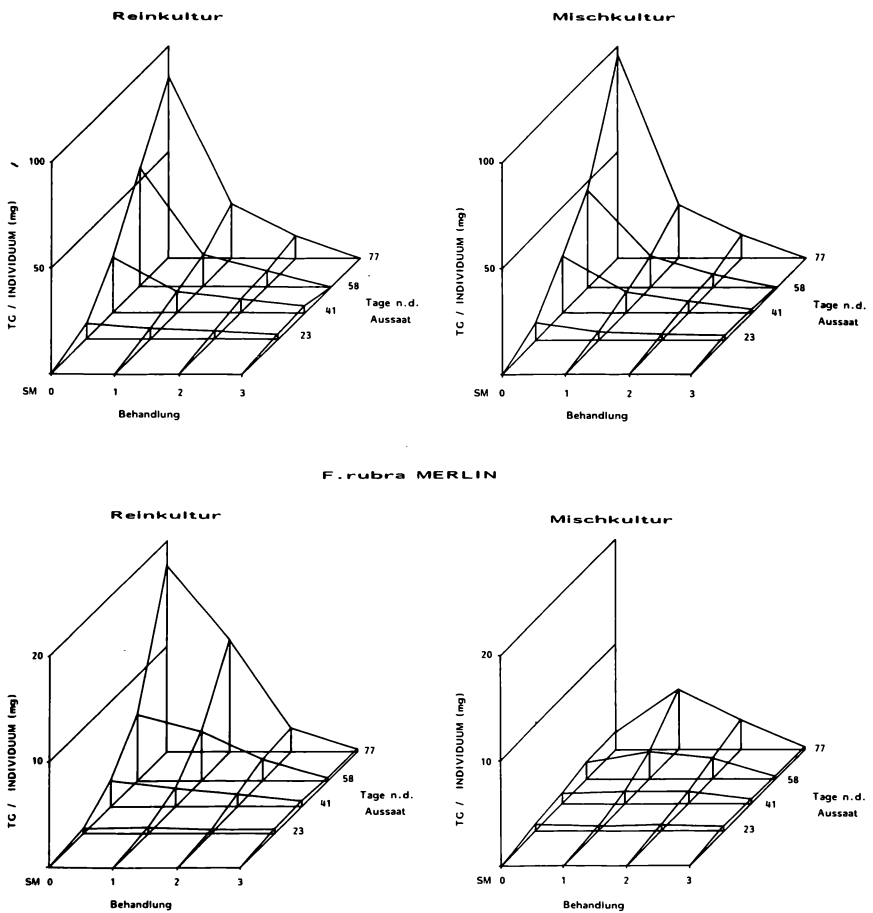 Reinkultur
Mischkultur
TG / INDIVIDUUM (mg)
100
50
77
58
41
23
Tage n.d.
Aussaat
SM 0 1 2 3
Behandlung
TG / INDIVIDUUM (mg)
100
50
77
58
41
23
Tage n.d.
Aussaat
SM 0 1 2 3
Behandlung
F.rubra MERLIN
Reinkultur
Mischkultur
TG / INDIVIDUUM (mg)
20
10
77
58
41
23
Tage n.d.
Aussaat
SM 0 1 2 3
Behandlung
TG / INDIVIDUUM (mg)
20
10
77
58
41
23
Tage n.d.
Aussaat
SM 0 1 2 3
Behandlung